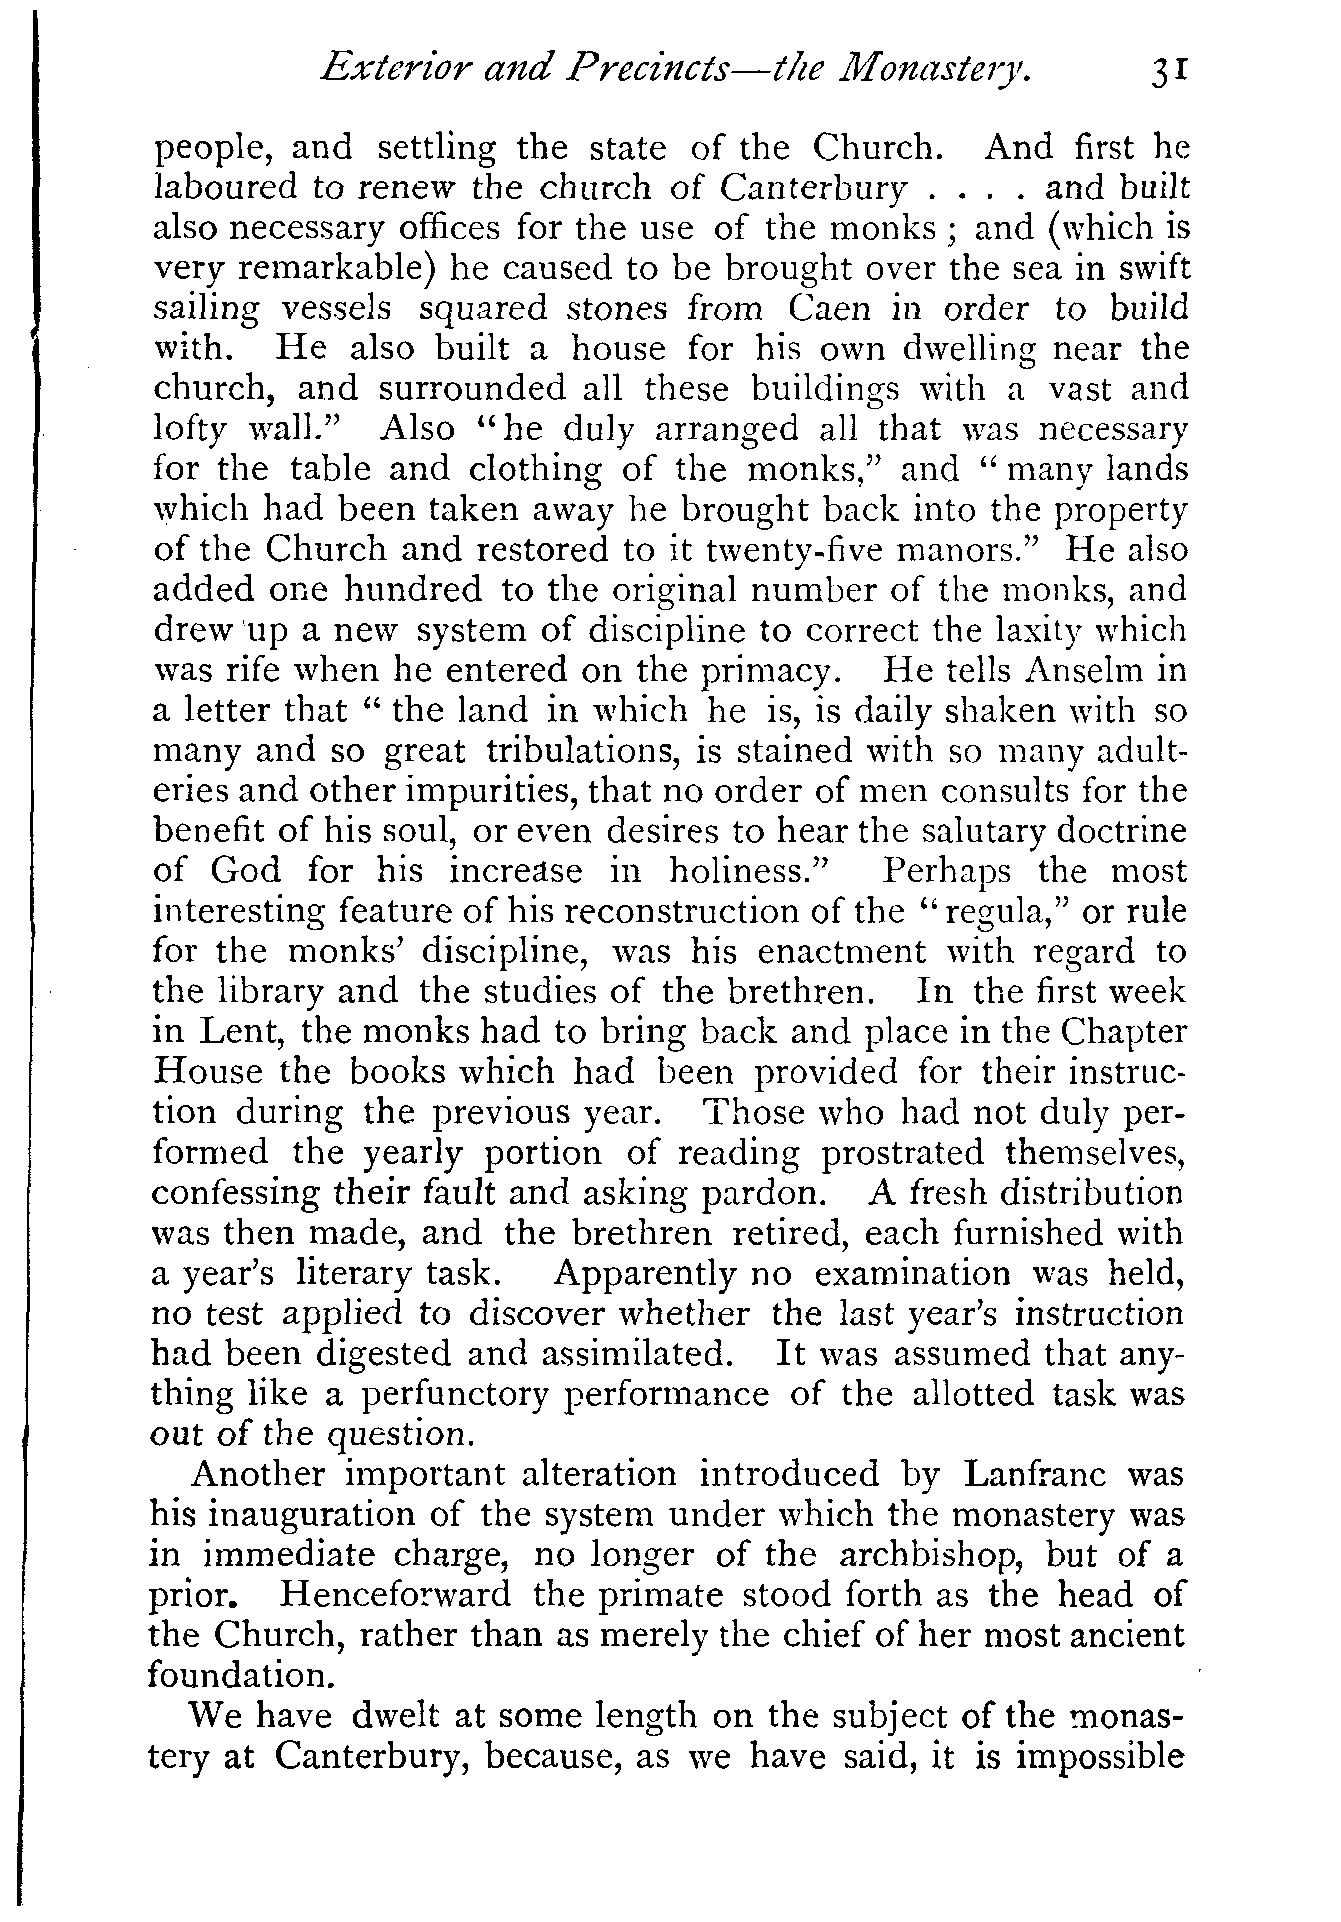 Exterior and Precincts—the Monastery. 31
people, and settling the state of the Church. And first he
laboured to renew the church of Canterbury . . . . and built
also necessary offices for the use of the monks ; and (which is
very remarkable) he caused to be brought over the sea in swift
sailing vessels squared stones from Caen in order to build
with. He also built a house for his own dwelling near the
church, and surrounded all these buildings with a vast and
lofty wall.” Also “ he duly arranged all that was necessary
for the table and clothing of the monks,” and “ many lands
which had been taken away he brought back into the property
of the Church and restored to it twenty-five manors.” He also
added one hundred to the original number of the monks, and
drew up a new system of discipline to correct the laxity which
was rife when he entered on the primacy. He tells Anselm in
a letter that “ the land in which he is, is daily shaken with so
many and so great tribulations, is stained with so many adult-
eries and other impurities, that no order of men consults for the
benefit of his soul, or even desires to hear the salutary doctrine
of God for his increase in holiness.” Perhaps the most
interesting feature of his reconstruction of the “ regula,” or rule
for the monks’ discipline, was his enactment with regard to
the library and the studies of the brethren. In the first week
in Lent, the monks had to bring back and place in the Chapter
House the books which had been provided for their instruc-
tion during the previous year. Those who had not duly per-
formed the yearly portion of reading prostrated themselves,
confessing their fault and asking pardon. A fresh distribution
was then made, and the brethren retired, each furnished with
a year’s literary task. Apparently no examination was held,
no test applied to discover whether the last year’s instruction
had been digested and assimilated. It was assumed that any-
thing like a perfunctory performance of the allotted task was
out of the question.
Another important alteration introduced by Lanfranc was
his inauguration of the system under which the monastery was
in immediate charge, no longer of the archbishop, but of a
prior. Henceforward the primate stood forth as the head of
the Church, rather than as merely the chief of her most ancient
foundation.
We have dwelt at some length on the subject of the monas-
tery at Canterbury, because, as we have said, it is impossible